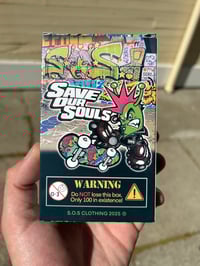 S.O.S!
SAVE
OUR
SOULS
WARNING
Do NOT lose this box.
Only 100 in existence!
S.O.S CLOTHING 2025 ©